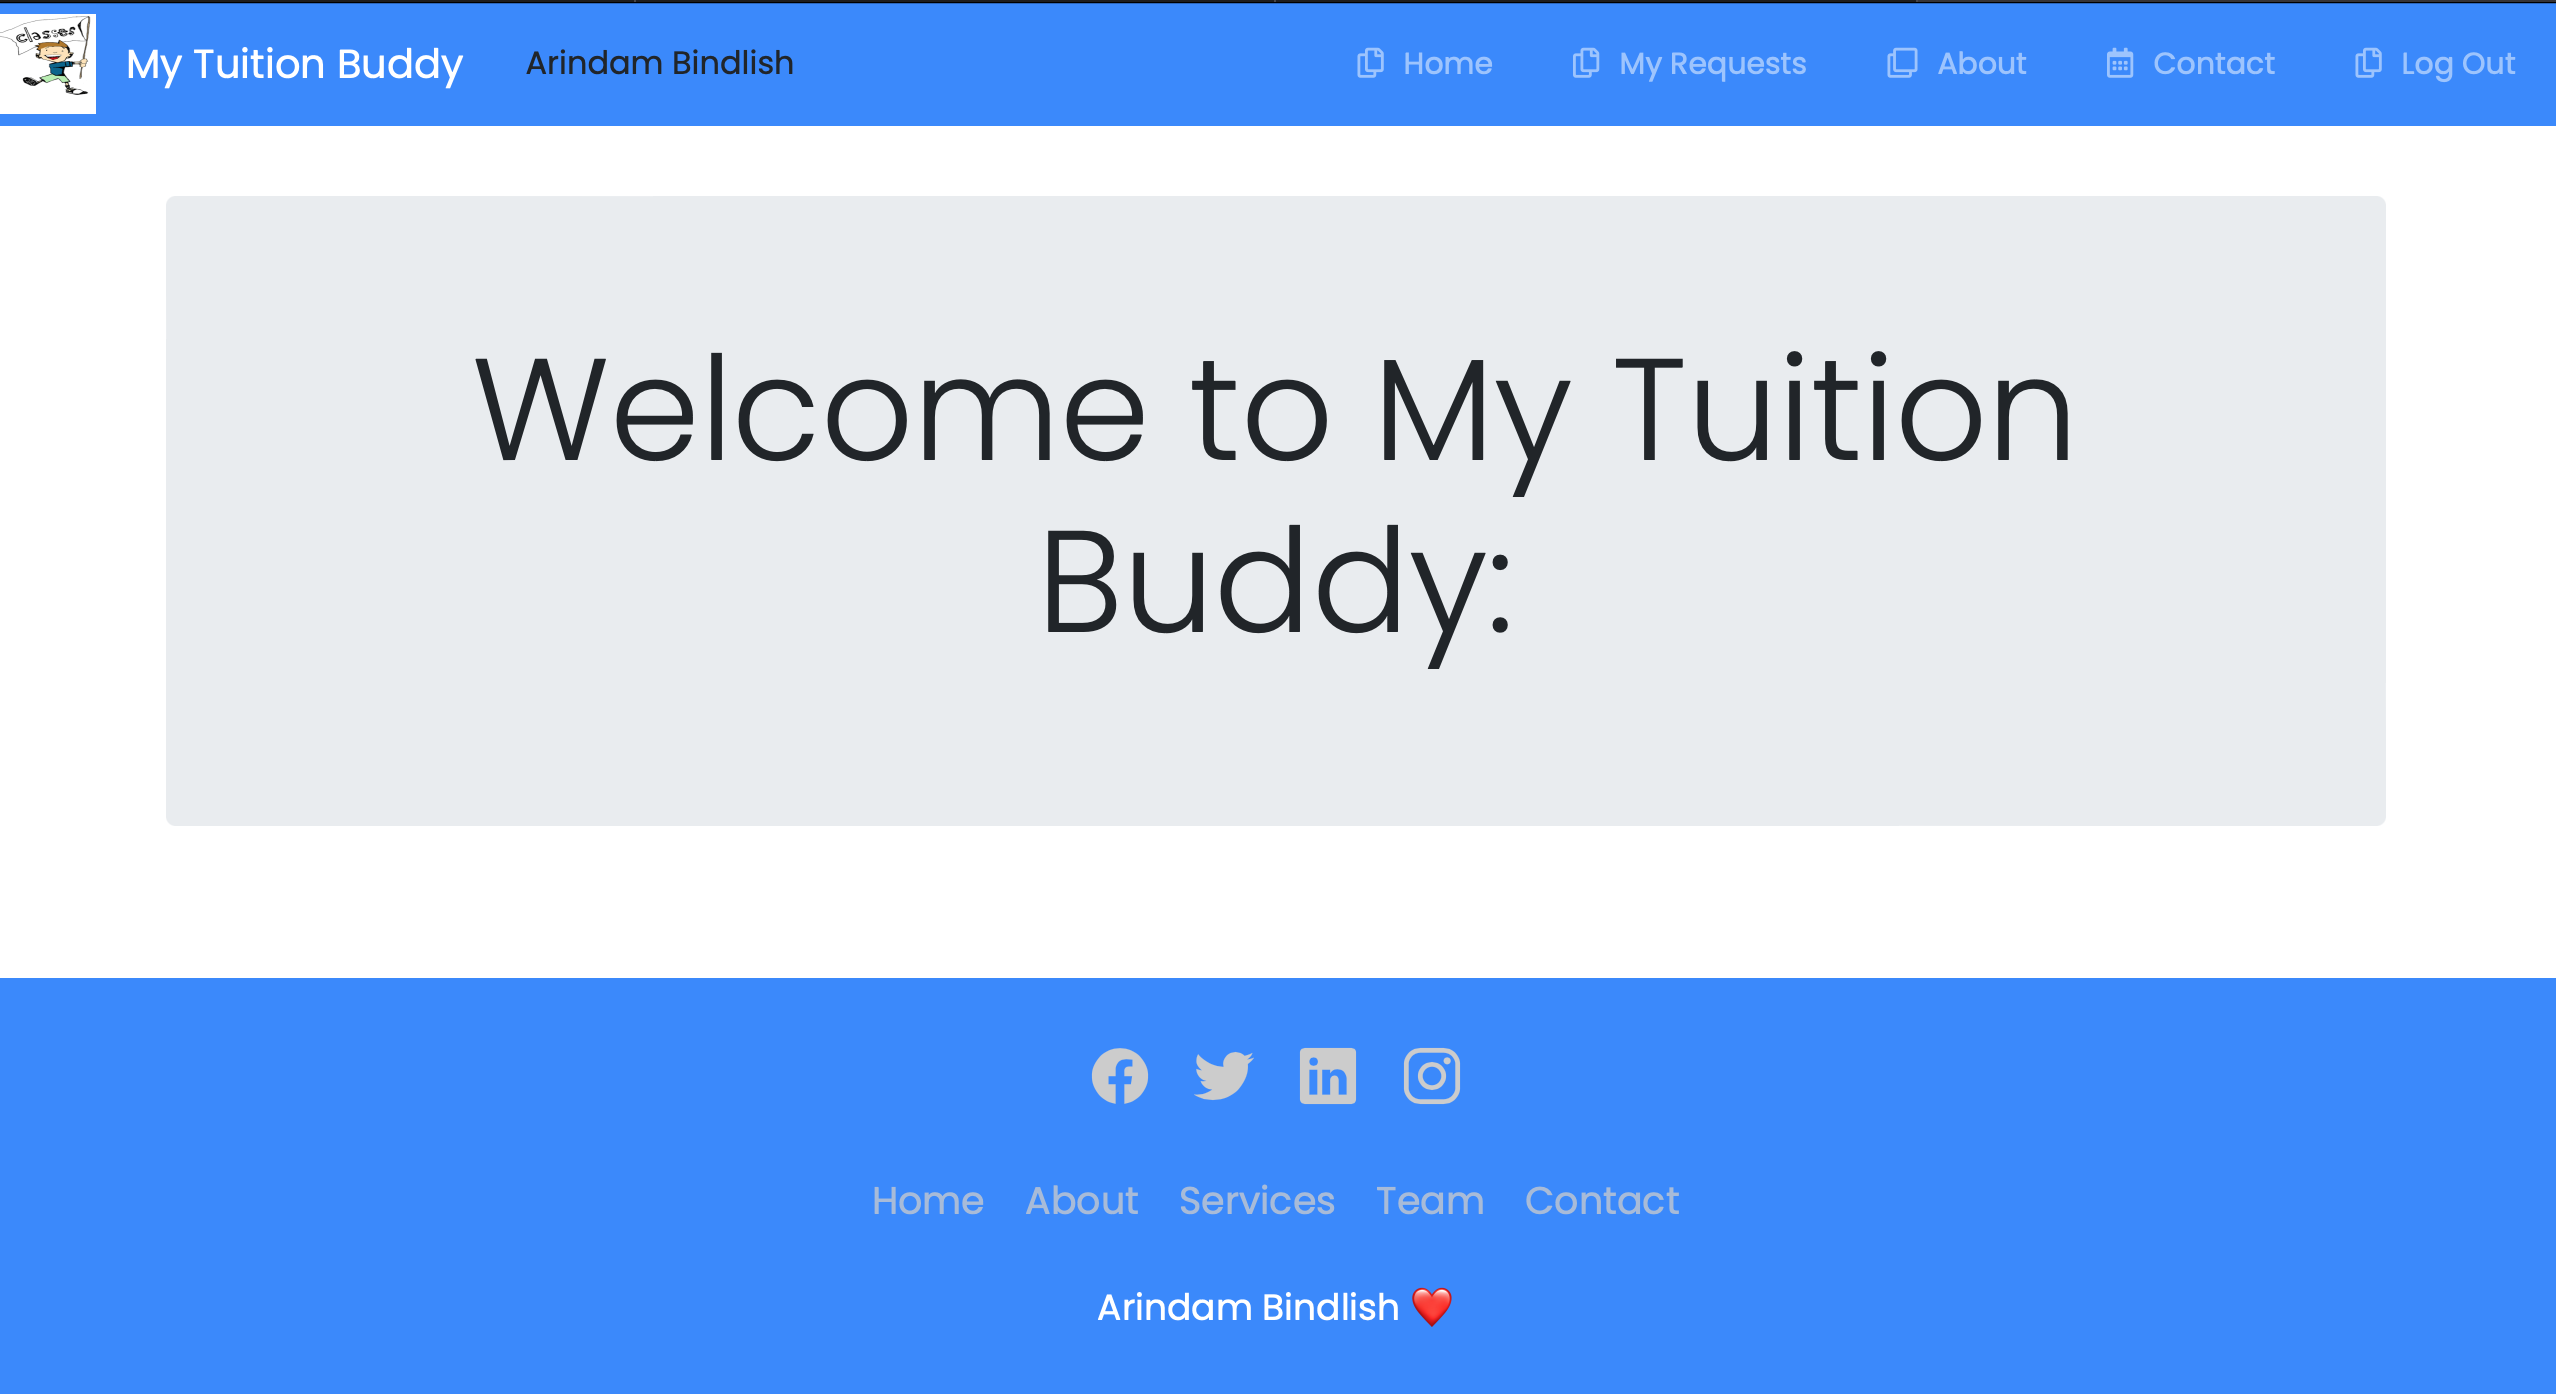 classes!
My Tuition Buddy Arindam Bindlish Home My Requests About Contact Log Out
Welcome to My Tuition
Buddy:
Home About Services Team Contact
Arindam Bindlish ❤️